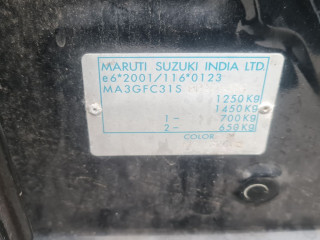 MARUTI SUZUKI INDIA LTD.
e6*2001/116*0123
MA3GFC31S
1250Kg
1450Kg
1- 700Kg
2- 650Kg
COLOR